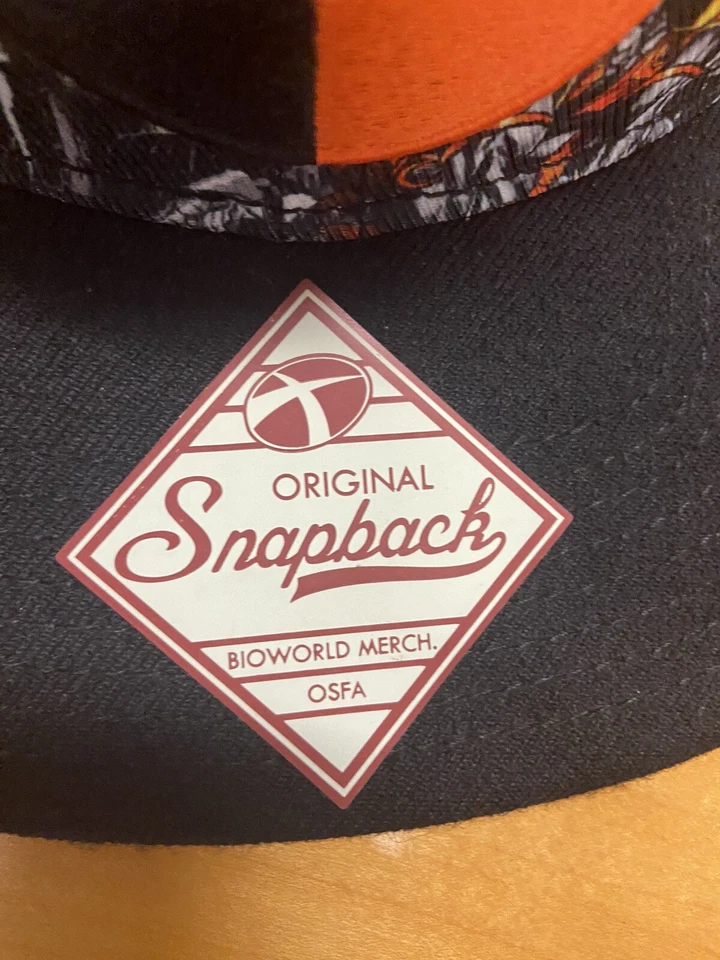 ORIGINAL
Snapback
BIOWORLD MERCH.
OSFA